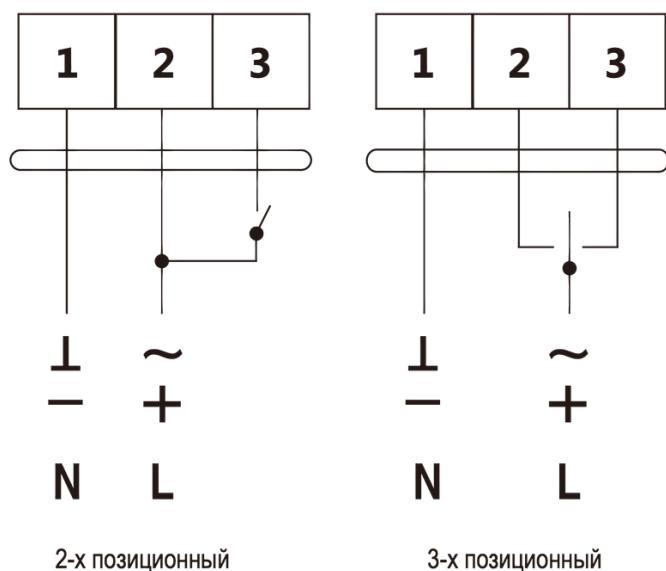 1 2 3 1 2 3
⊥ ~ ⊥ ~
− + − +
N L N L
2-х позиционный 3-х позиционный